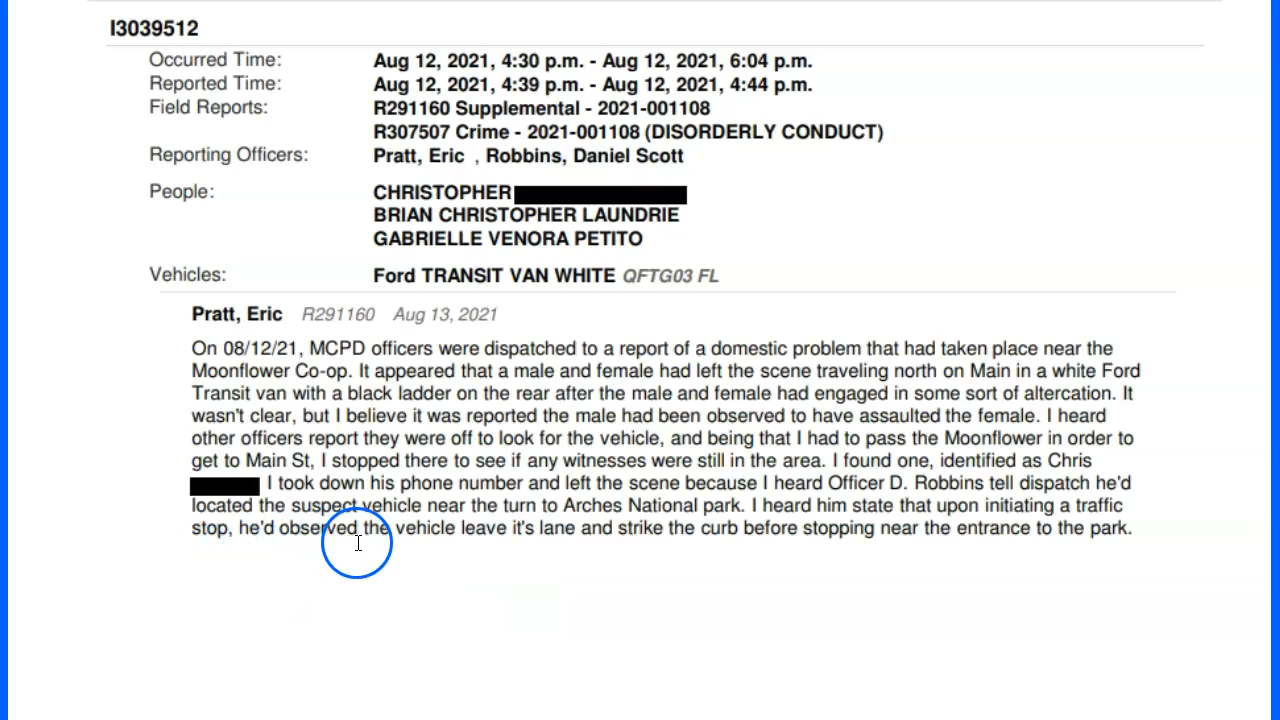 I3039512
Occurred Time: Aug 12, 2021, 4:30 p.m. - Aug 12, 2021, 6:04 p.m.
Reported Time: Aug 12, 2021, 4:39 p.m. - Aug 12, 2021, 4:44 p.m.
Field Reports: R291160 Supplemental - 2021-001108
R307507 Crime - 2021-001108 (DISORDERLY CONDUCT)
Reporting Officers: Pratt, Eric , Robbins, Daniel Scott
People: CHRISTOPHER
BRIAN CHRISTOPHER LAUNDRIE
GABRIELLE VENORA PETITO
Vehicles: Ford TRANSIT VAN WHITE QFTG03 FL
Pratt, Eric R291160 Aug 13, 2021
On 08/12/21, MCPD officers were dispatched to a report of a domestic problem that had taken place near the
Moonflower Co-op. It appeared that a male and female had left the scene traveling north on Main in a white Ford
Transit van with a black ladder on the rear after the male and female had engaged in some sort of altercation. It
wasn't clear, but I believe it was reported the male had been observed to have assaulted the female. I heard
other officers report they were off to look for the vehicle, and being that I had to pass the Moonflower in order to
get to Main St, I stopped there to see if any witnesses were still in the area. I found one, identified as Chris
I took down his phone number and left the scene because I heard Officer D. Robbins tell dispatch he'd
located the suspect vehicle near the turn to Arches National park. I heard him state that upon initiating a traffic
stop, he'd observed the vehicle leave it's lane and strike the curb before stopping near the entrance to the park.